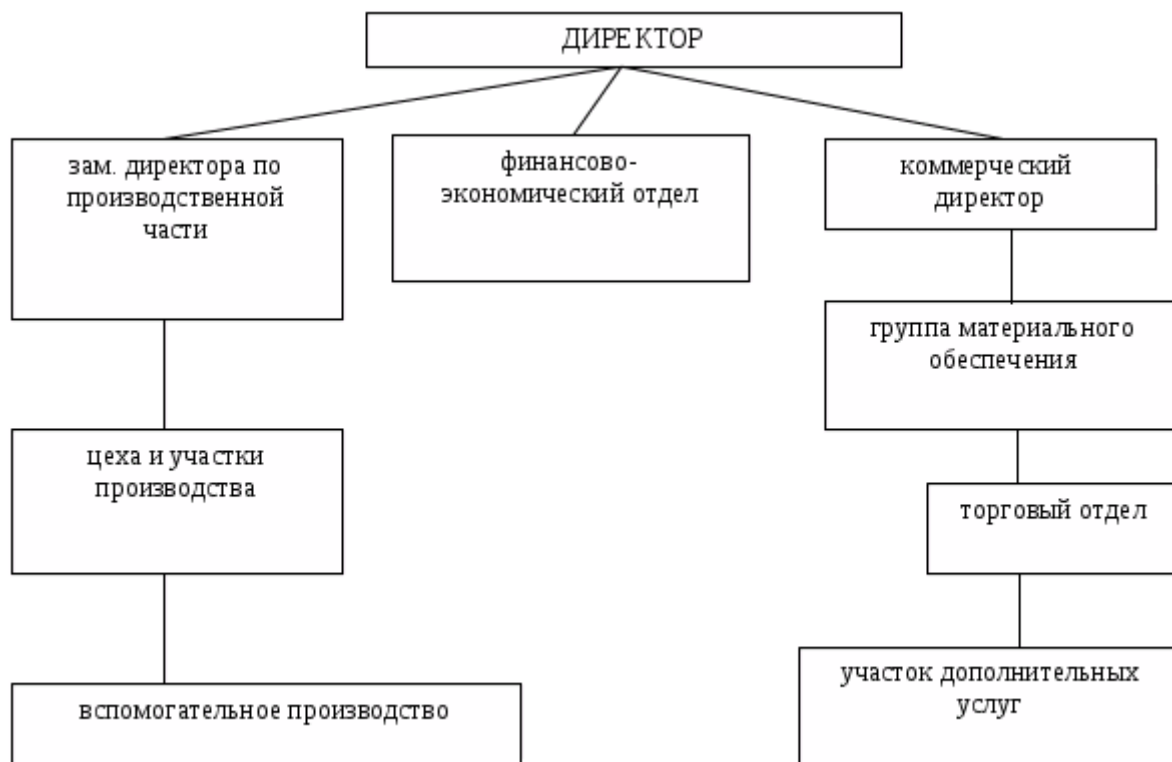 ДИРЕКТОР
зам. директора по
производственной
части
финансово-
экономический отдел
коммерческий
директор
группа материального
обеспечения
цеха и участки
производства
торговый отдел
участок дополнительных
услуг
вспомогательное производство